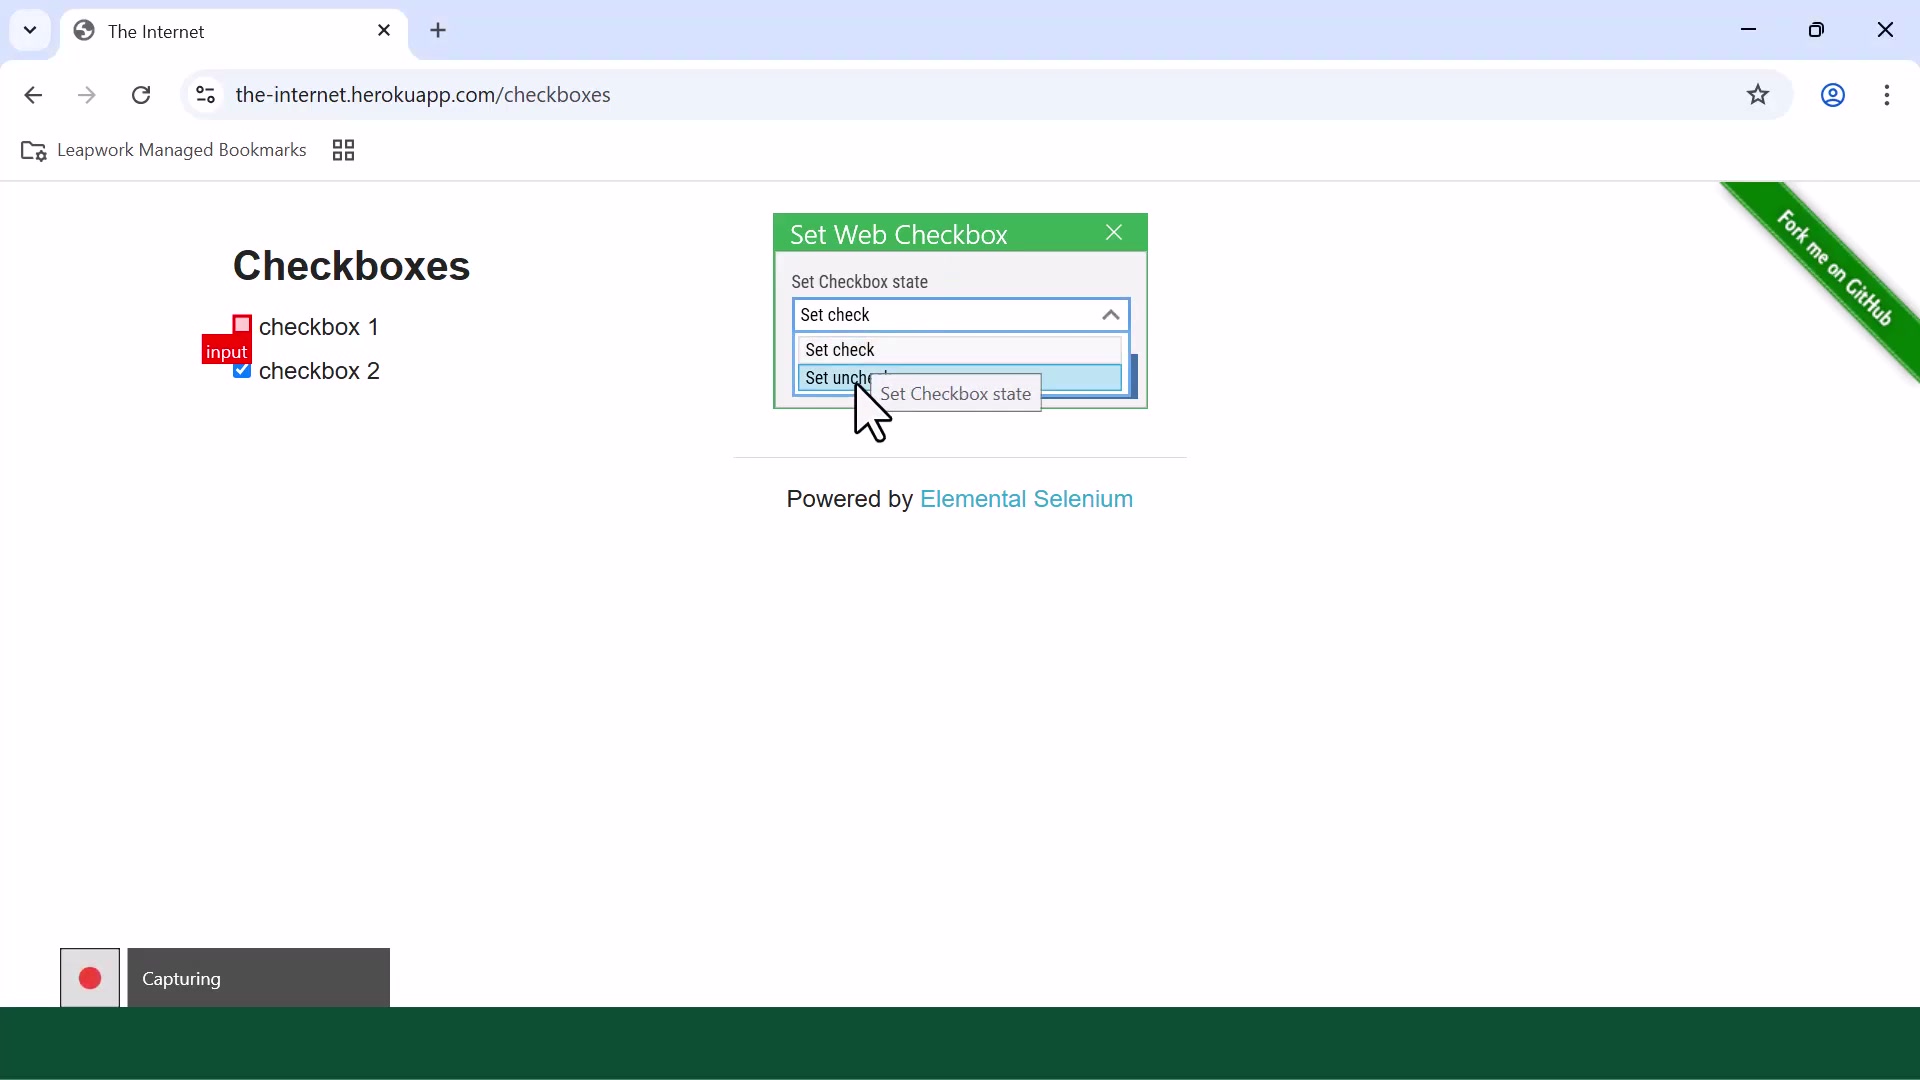 The Internet
the-internet.herokuapp.com/checkboxes
Leapwork Managed Bookmarks
Fork me on GitHub
Checkboxes
checkbox 1
input
checkbox 2
Set Web Checkbox
Set Checkbox state
Set check
Set check
Set
Set Checkbox state
Powered by Elemental Selenium
Capturing